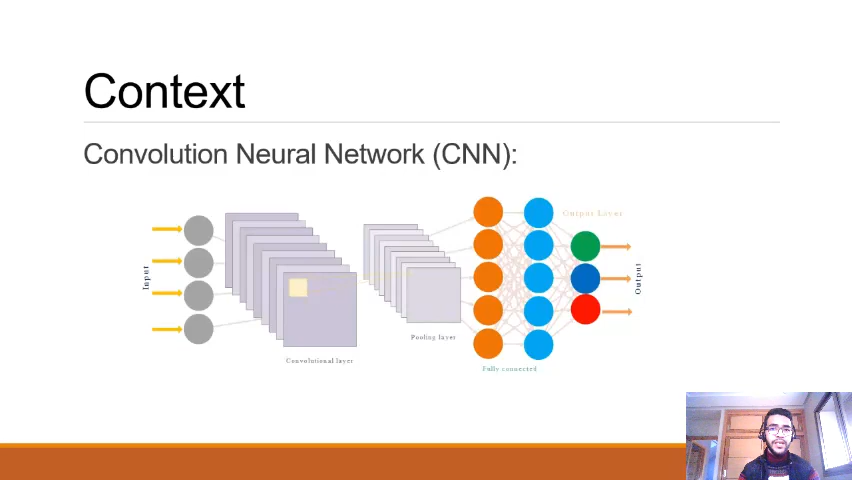 Context
Convolution Neural Network (CNN):
Output Layer
Input
Output
Pooling layer
Convolutional layer
Fully connected